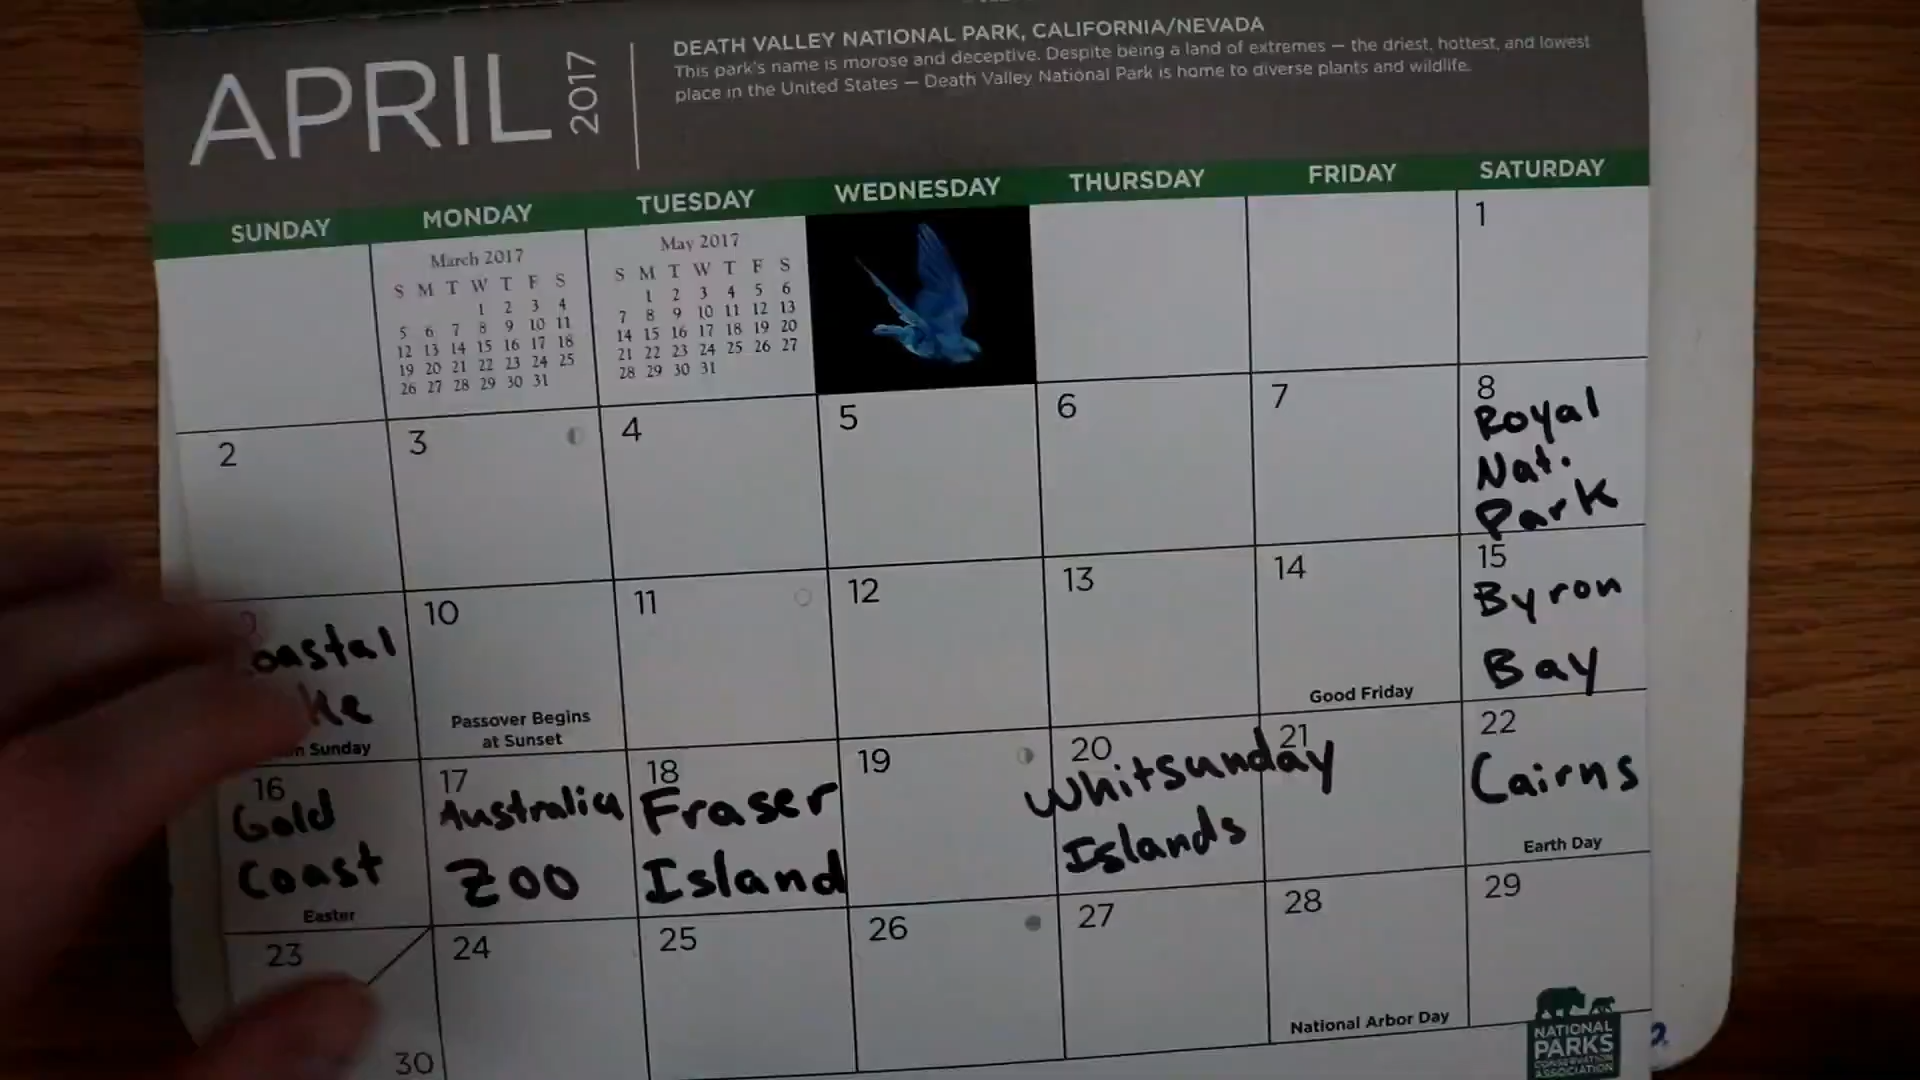 APRIL 2017
DEATH VALLEY NATIONAL PARK, CALIFORNIA/NEVADA
This park's name is morose and deceptive. Despite being a land of extremes — the driest, hottest, and lowest
place in the United States — Death Valley National Park is home to diverse plants and wildlife.
SUNDAY MONDAY TUESDAY WEDNESDAY THURSDAY FRIDAY SATURDAY
March 2017
S M T W T F S
1 2 3 4
5 6 7 8 9 10 11
12 13 14 15 16 17 18
19 20 21 22 23 24 25
26 27 28 29 30 31
May 2017
S M T W T F S
1 2 3 4 5 6
7 8 9 10 11 12 13
14 15 16 17 18 19 20
21 22 23 24 25 26 27
28 29 30 31
1
2
3
4
5
6
7
8
Royal
Nat.
Park
oastal
ke
Sunday
10
Passover Begins
at Sunset
11
12
13
14
Good Friday
15
Byron
Bay
16
Gold
Coast
Easter
17
Australia
Zoo
18
Fraser
Island
19
20
Whitsunday
Islands
21
22
Cairns
Earth Day
23
30
24
25
26
27
28
National Arbor Day
29
NATIONAL
PARKS
CONSERVATION
ASSOCIATION